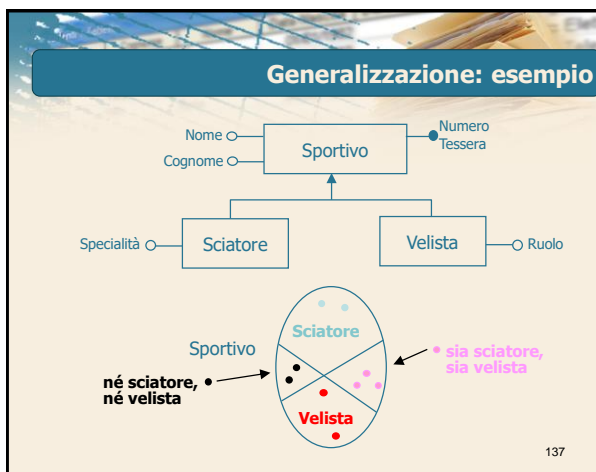 Generalizzazione: esempio
Nome
Cognome
Sportivo
Numero
Tessera
Specialità
Sciatore
Velista
Ruolo
Sciatore
Sportivo
sia sciatore,
sia velista
né sciatore,
né velista
Velista
137